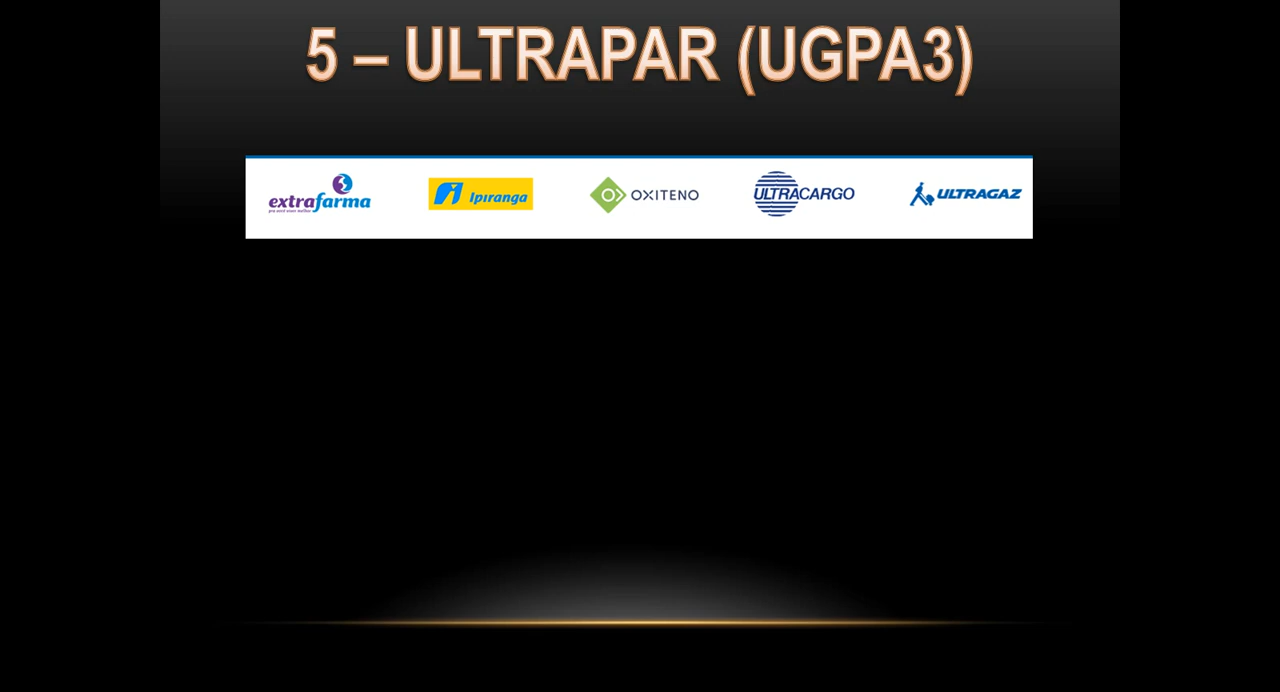 5 – ULTRAPAR (UGPA3)
extrafarma Ipiranga OXITENO ULTRACARGO ULTRAGAZ